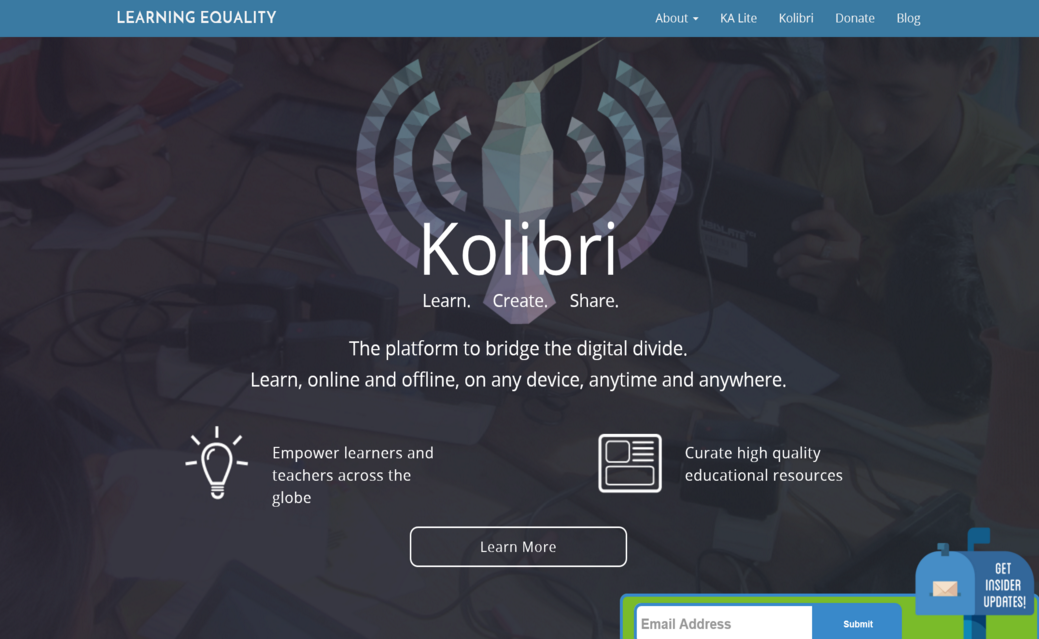 LEARNING EQUALITY
About KA Lite Kolibri Donate Blog
Kolibri
Learn. Create. Share.
The platform to bridge the digital divide.
Learn, online and offline, on any device, anytime and anywhere.
Empower learners and
teachers across the
globe
Curate high quality
educational resources
Learn More
GET
INSIDER
UPDATES!
Email Address
Submit